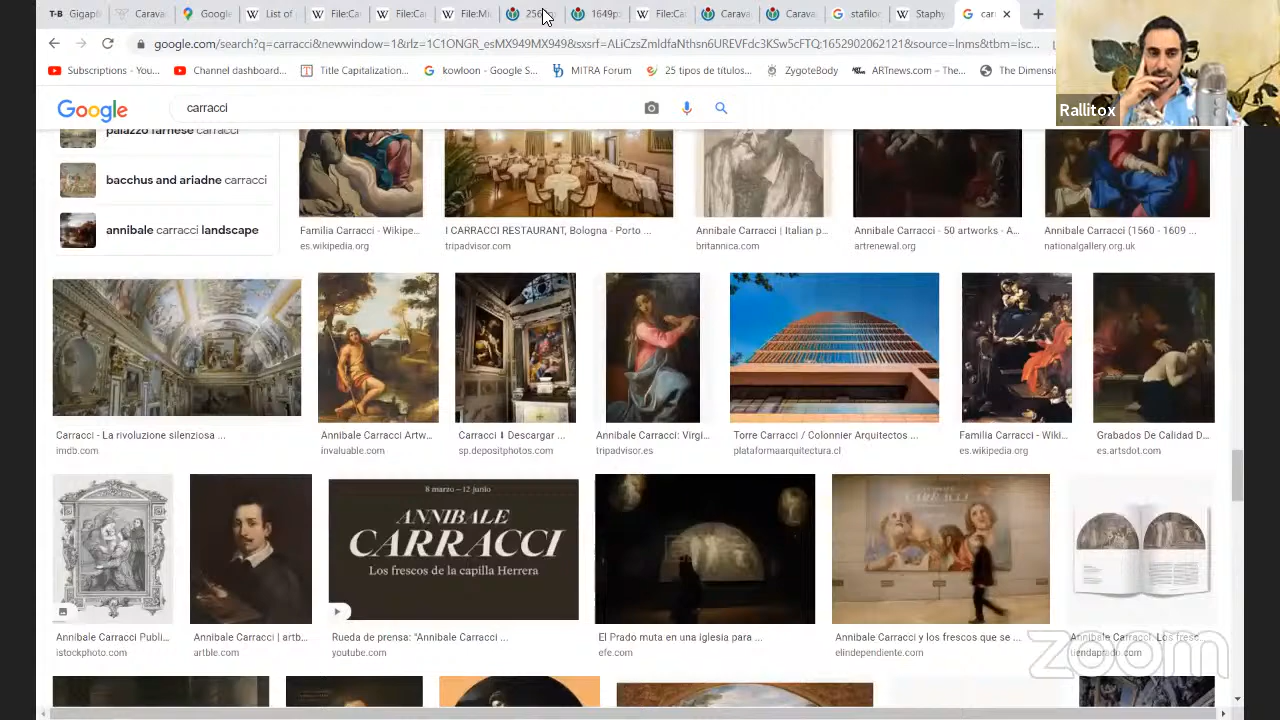 T-B Gigapi
Carava
Google
List of
File:Ca
File:Ca
File:Mi
256
1649px
File:Ca
Carava
Carava
stafilo
Staphy
carr
google.com/search?q=carracci&newwindow=1&rlz=1C1ONGR_esMX949MX949&sxsrf=ALiCzsZmIdfaNthsn6UREVFdc3KSw5cFTQ:1652902062121&source=lnms&tbm=isc...
Subscriptions - You...
Channel dashboard...
Title Capitalization...
kowlen - Google S...
MITRA Forum
25 tipos de títulos...
ZygoteBody
ARTnews.com – The...
The Dimensio
Rallitox
Google
carracci
palazzo farnese carracci
bacchus and ariadne carracci
annibale carracci landscape
Familia Carracci - Wikipe...
es.wikipedia.org
I CARRACCI RESTAURANT, Bologna - Porto ...
tripadvisor.com
Annibale Carracci | Italian p...
britannica.com
Annibale Carracci - 50 artworks - A...
artrenewal.org
Annibale Carracci (1560 - 1609 ...
nationalgallery.org.uk
Carracci - La rivoluzione silenziosa ...
imdb.com
Annibale Carracci Artw...
invaluable.com
Carracci ⬇ Descargar ...
sp.depositphotos.com
Annibale Carracci: Virgi...
tripadvisor.es
Torre Carracci / Colonnier Arquitectos ...
plataformaarquitectura.cl
Familia Carracci - Wiki...
es.wikipedia.org
Grabados De Calidad D...
es.artsdot.com
8 marzo – 12 junio
ANNIBALE
CARRACCI
Los frescos de la capilla Herrera
CARRACCI
Annibale Carracci Publi...
istockphoto.com
Annibale Carracci | artb...
artble.com
Rueda de prensa: "Annibale Carracci ...
youtube.com
El Prado muta en una iglesia para ...
efe.com
Annibale Carracci y los frescos que se ...
elindependiente.com
Annibale Carracci. Los fresc...
tiendaprado.com
zoom